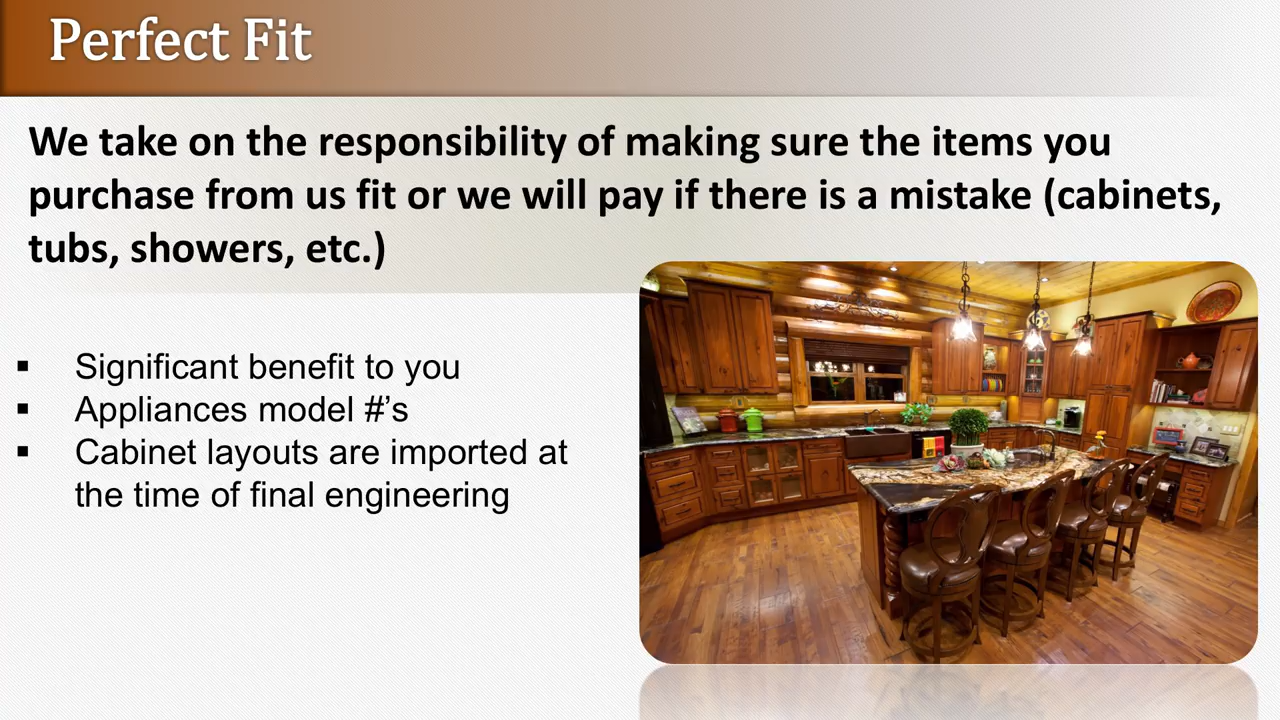 Perfect Fit
We take on the responsibility of making sure the items you
purchase from us fit or we will pay if there is a mistake (cabinets,
tubs, showers, etc.)
▪ Significant benefit to you
▪ Appliances model #’s
▪ Cabinet layouts are imported at
the time of final engineering